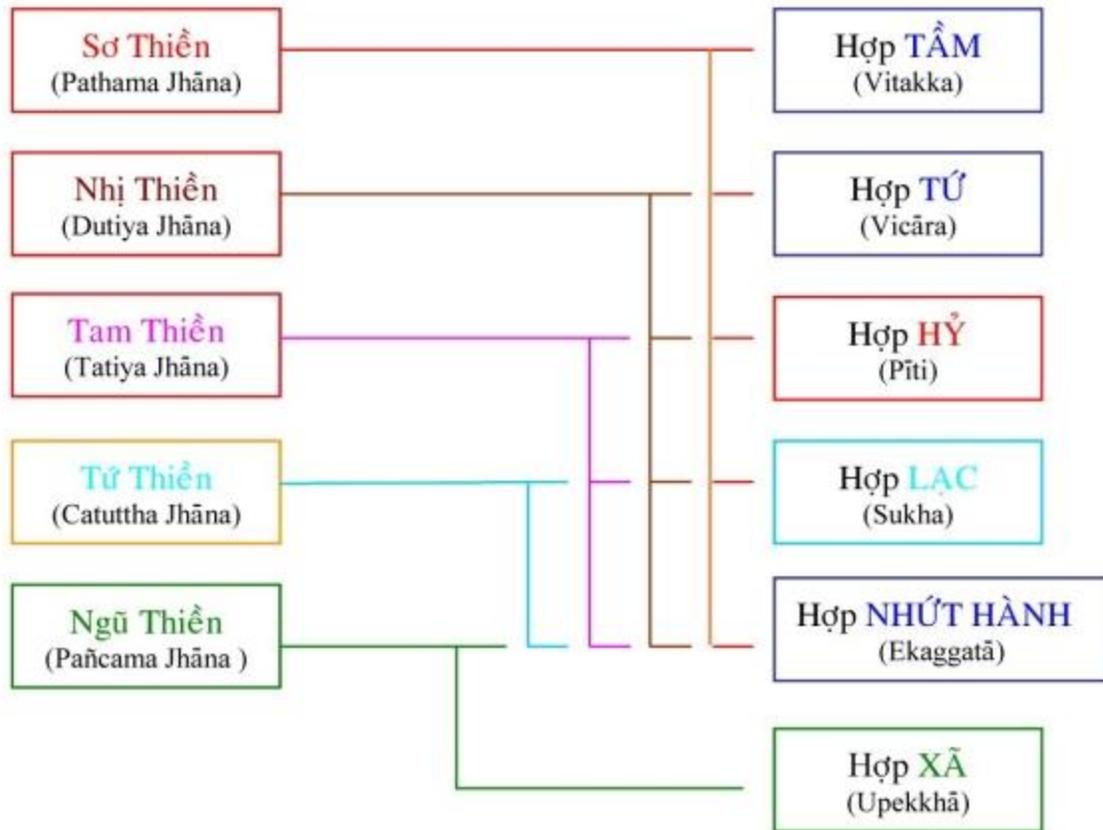 Sơ Thiền
(Pathama Jhāna)
Hợp TẦM
(Vitakka)
Nhị Thiền
(Dutiya Jhāna)
Hợp TỨ
(Vicāra)
Tam Thiền
(Tatiya Jhāna)
Hợp HỶ
(Pīti)
Tứ Thiền
(Catuttha Jhāna)
Hợp LẠC
(Sukha)
Ngũ Thiền
(Pañcama Jhāna )
Hợp NHỨT HÀNH
(Ekaggatā)
Hợp XÃ
(Upekkhā)